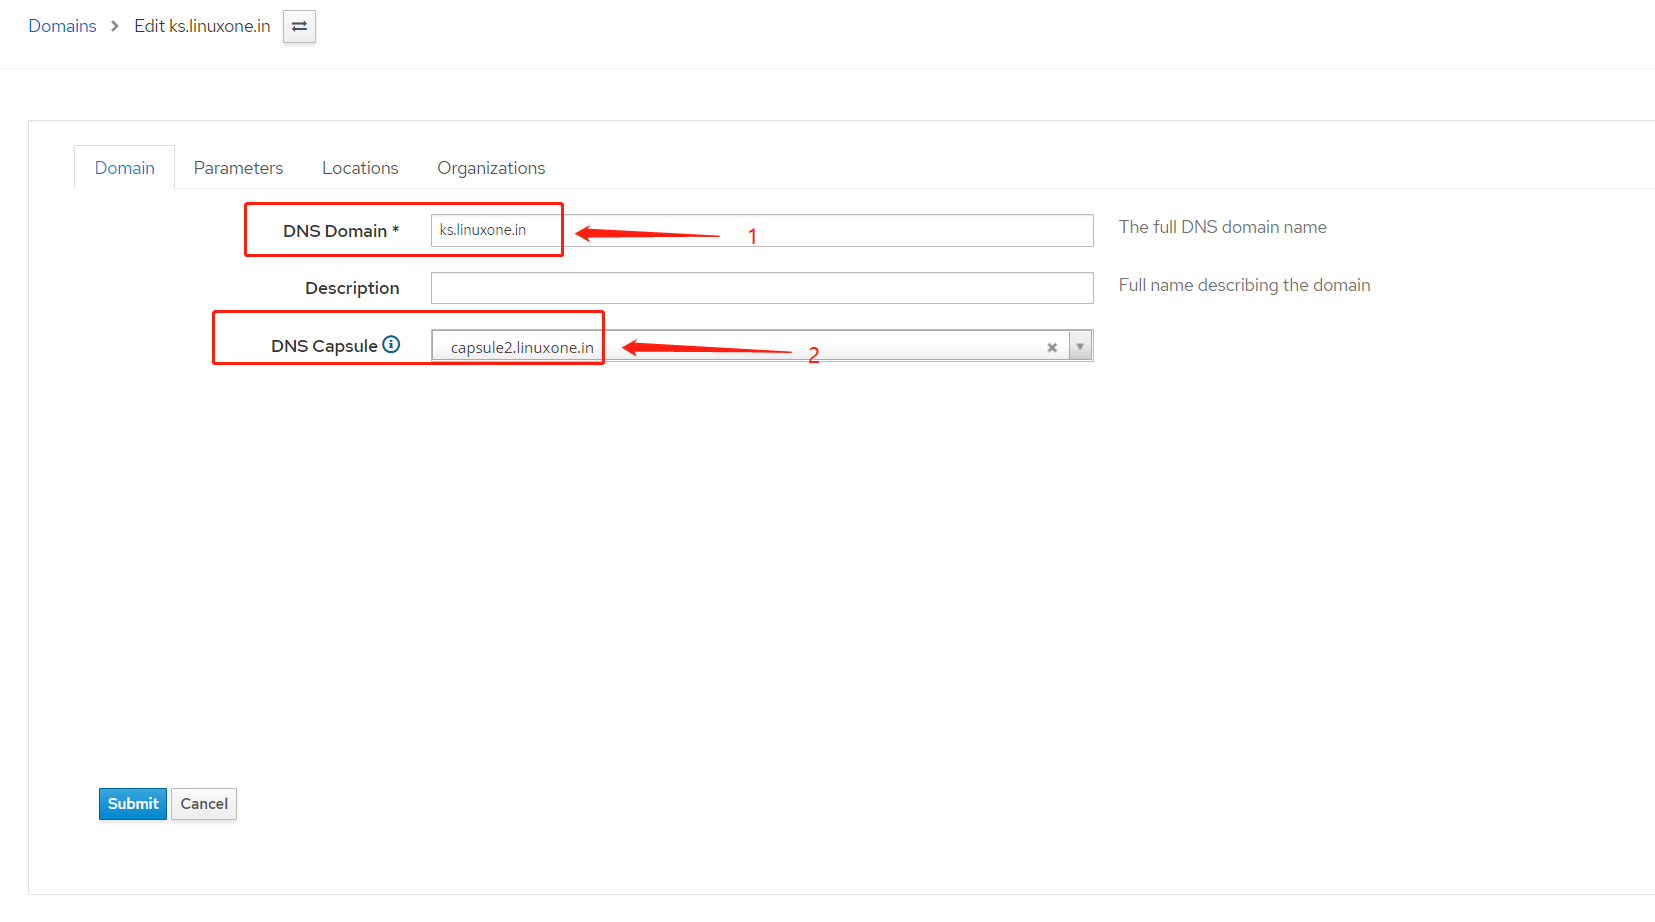 Domains > Edit ks.linuxone.in
Domain Parameters Locations Organizations
DNS Domain * ks.linuxone.in 1 The full DNS domain name
Description Full name describing the domain
DNS Capsule capsule2.linuxone.in 2
Submit Cancel